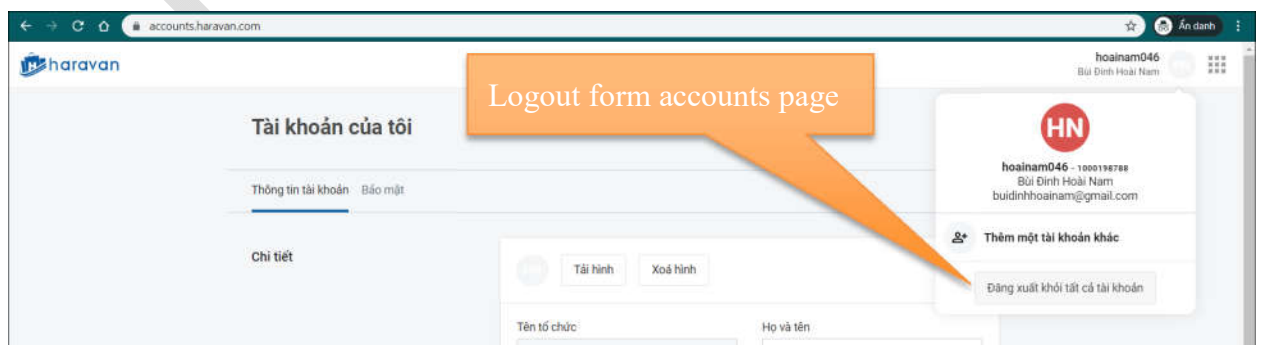 accounts.haravan.com
Ẩn danh
haravan
hoainam046
Bùi Đình Hoài Nam
Logout form accounts page
Tài khoản của tôi
HN
hoainam046 - 1000198788
Bùi Đình Hoài Nam
buidinhhoainam@gmail.com
Thông tin tài khoản Bảo mật
Thêm một tài khoản khác
Chi tiết
Tải hình Xoá hình
Đăng xuất khỏi tất cả tài khoản
Tên tổ chức Họ và tên